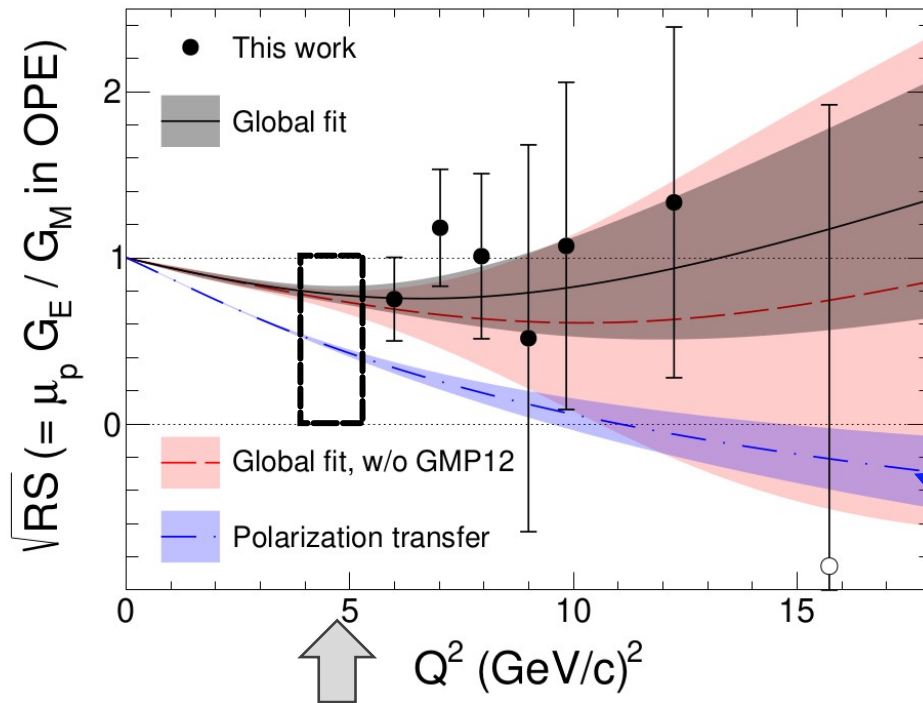 √RS (= μp GE / GM in OPE)
2
1
0
This work
Global fit
Global fit, w/o GMP12
Polarization transfer
0 5 10 15
Q² (GeV/c)²